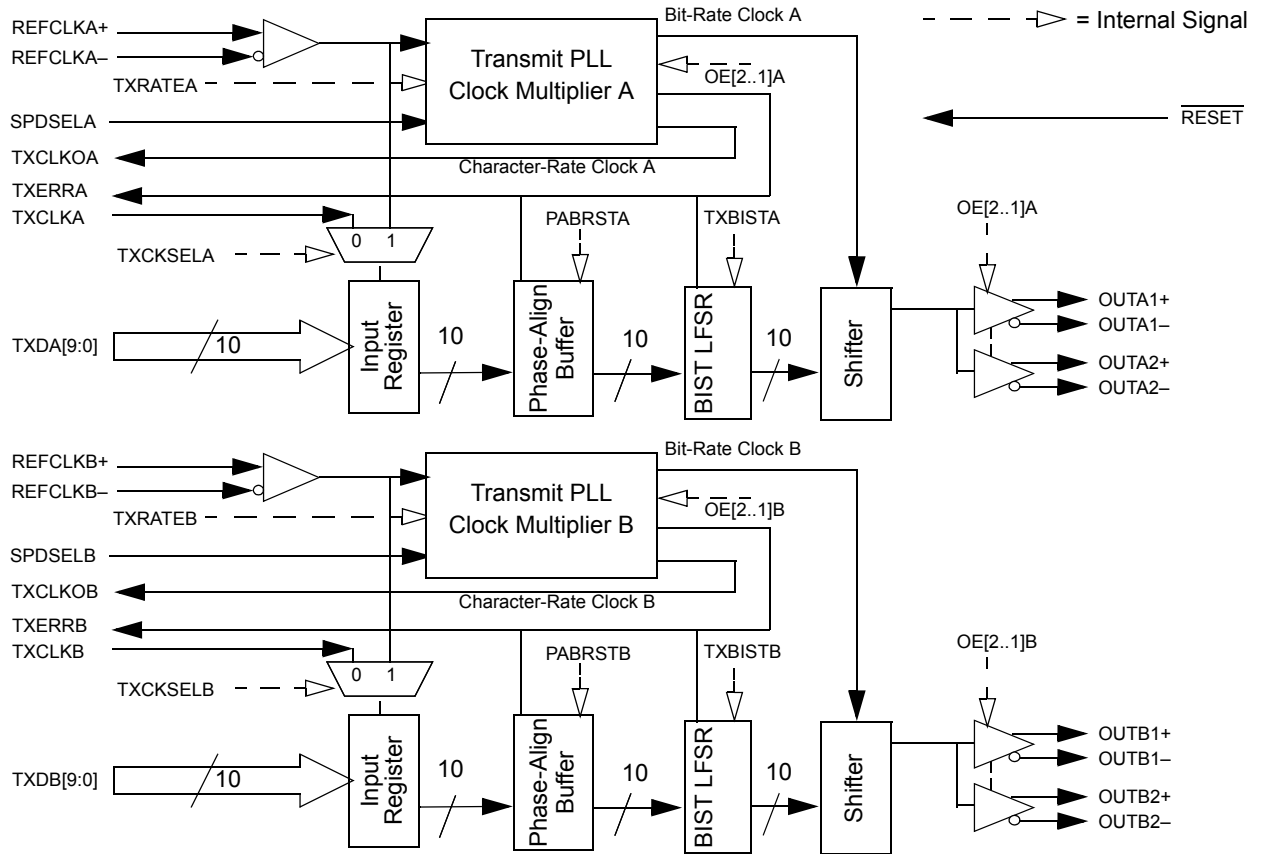 Bit-Rate Clock A
= Internal Signal
REFCLKA+
REFCLKA–
Transmit PLL
Clock Multiplier A
TXRATEA
OE[2..1]A
SPDSELA
RESET
TXCLKOA
Character-Rate Clock A
TXERRA
TXCLKA
PABRSTA
TXBISTA
OE[2..1]A
0 1
TXCKSELA
OUTA1+
OUTA1–
TXDA[9:0]
10
Input
Register
10
Phase-Align
Buffer
10
BIST LFSR
10
Shifter
OUTA2+
OUTA2–
Bit-Rate Clock B
REFCLKB+
REFCLKB–
Transmit PLL
Clock Multiplier B
TXRATEB
OE[2..1]B
SPDSELB
TXCLKOB
Character-Rate Clock B
TXERRB
TXCLKB
PABRSTB
TXBISTB
OE[2..1]B
0 1
TXCKSELB
OUTB1+
OUTB1–
TXDB[9:0]
10
Input
Register
10
Phase-Align
Buffer
10
BIST LFSR
10
Shifter
OUTB2+
OUTB2–